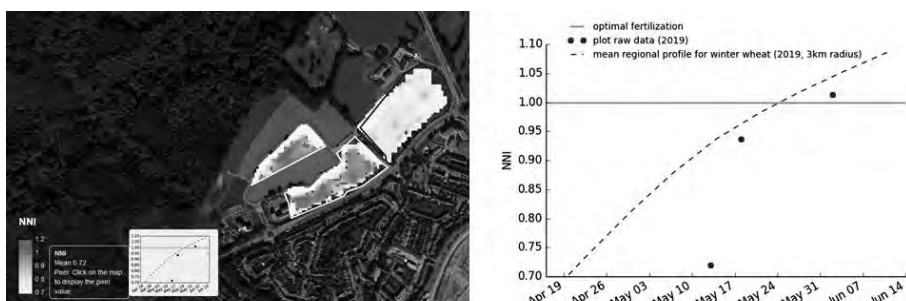 NNI
1.2
1
0.9
0.8
0.7
NNI
Mean 0.72
Pixel Click on the map
to display the pixel
value
optimal fertilization
plot raw data (2019)
mean regional profile for winter wheat (2019, 3km radius)
1.10
1.05
1.00
0.95
0.90
0.85
0.80
0.75
0.70
NNI
Apr 19
Apr 26
May 03
May 10
May 17
May 24
May 31
Jun 07
Jun 14